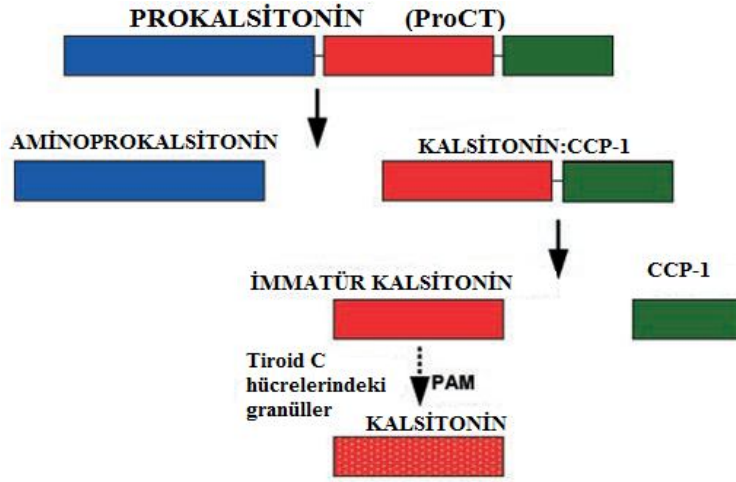 PROKALSİTONİN (ProCT)
AMİNOPROKALSİTONİN
KALSİTONİN:CCP-1
İMMATÜR KALSİTONİN
CCP-1
Tiroid C
hücrelerindeki
granüller
PAM
KALSİTONİN